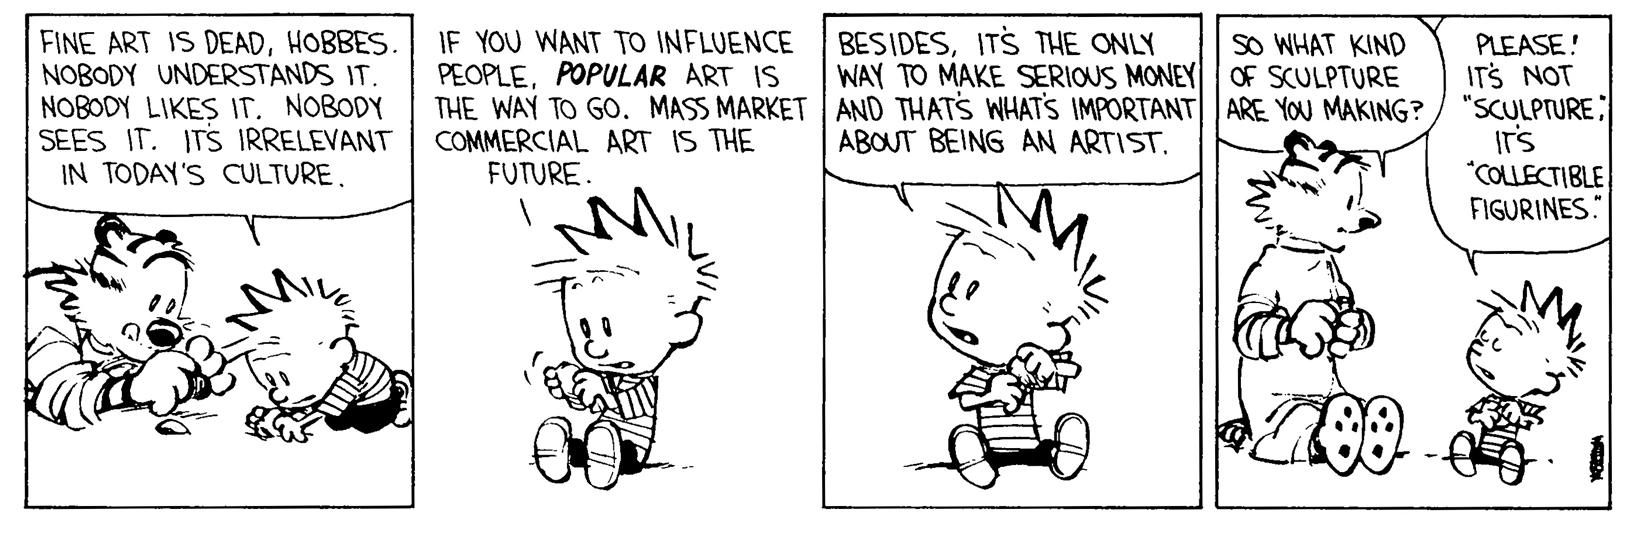 FINE ART IS DEAD, HOBBES.
NOBODY UNDERSTANDS IT.
NOBODY LIKES IT. NOBODY
SEES IT. IT'S IRRELEVANT
IN TODAY'S CULTURE.
IF YOU WANT TO INFLUENCE
PEOPLE, POPULAR ART IS
THE WAY TO GO. MASS MARKET
COMMERCIAL ART IS THE
FUTURE.
BESIDES, IT'S THE ONLY
WAY TO MAKE SERIOUS MONEY
AND THAT'S WHAT'S IMPORTANT
ABOUT BEING AN ARTIST.
SO WHAT KIND
OF SCULPTURE
ARE YOU MAKING?
PLEASE!
IT'S NOT
"SCULPTURE,"
IT'S
"COLLECTIBLE
FIGURINES."